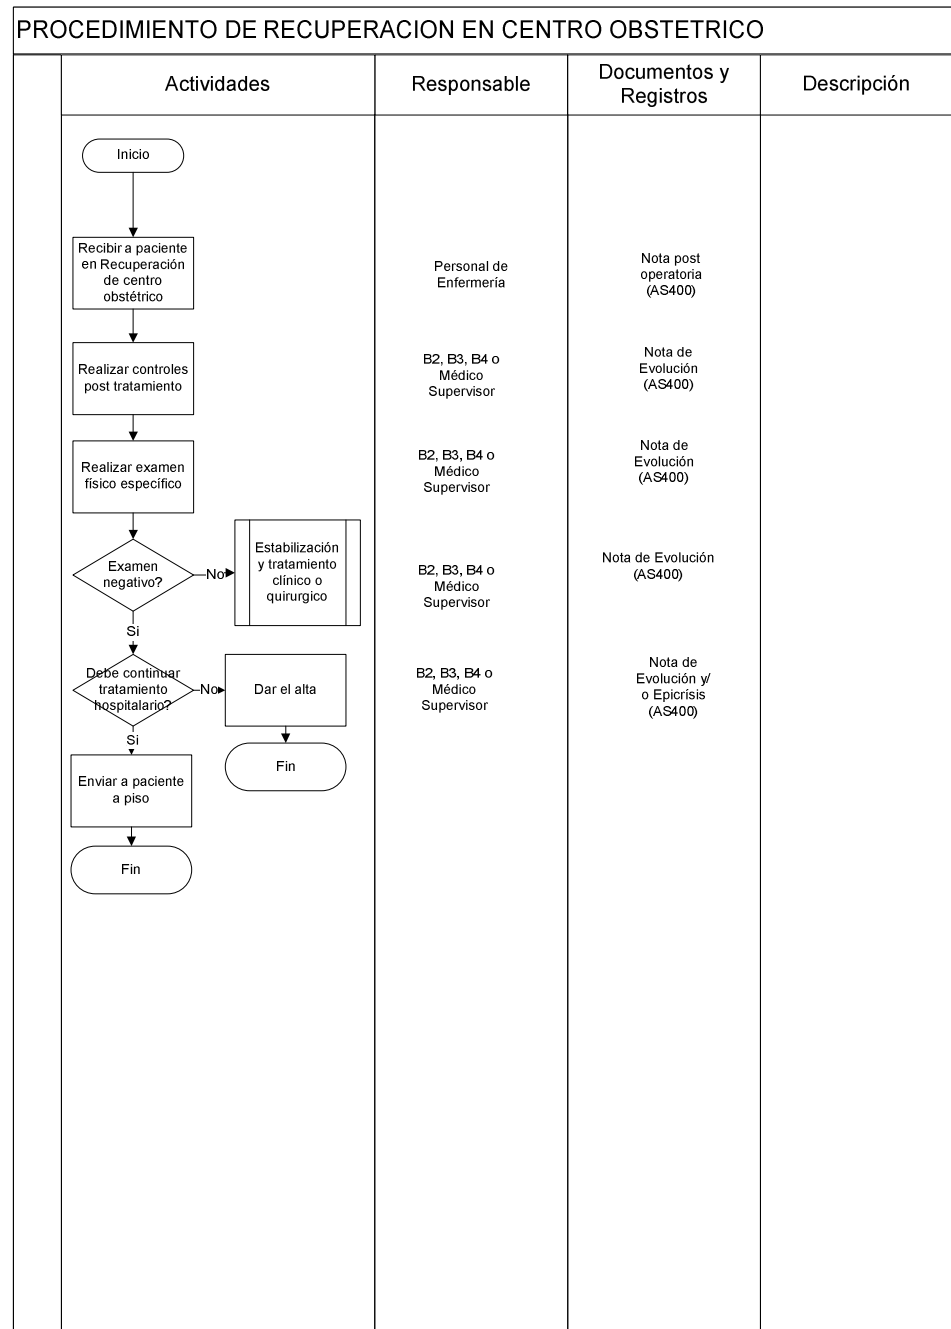 PROCEDIMIENTO DE RECUPERACION EN CENTRO OBSTETRICO
Actividades
Responsable
Documentos y
Registros
Descripción
Inicio
Recibir a paciente
en Recuperación
de centro
obstétrico
Personal de
Enfermería
Nota post
operatoria
(AS400)
Realizar controles
post tratamiento
B2, B3, B4 o
Médico
Supervisor
Nota de
Evolución
(AS400)
Realizar examen
físico específico
B2, B3, B4 o
Médico
Supervisor
Nota de
Evolución
(AS400)
Examen
negativo?
No
Estabilización
y tratamiento
clínico o
quirurgico
B2, B3, B4 o
Médico
Supervisor
Nota de Evolución
(AS400)
Si
Debe continuar
tratamiento
hospitalario?
No
Dar el alta
B2, B3, B4 o
Médico
Supervisor
Nota de
Evolución y/
o Epicrísis
(AS400)
Si
Fin
Enviar a paciente
a piso
Fin